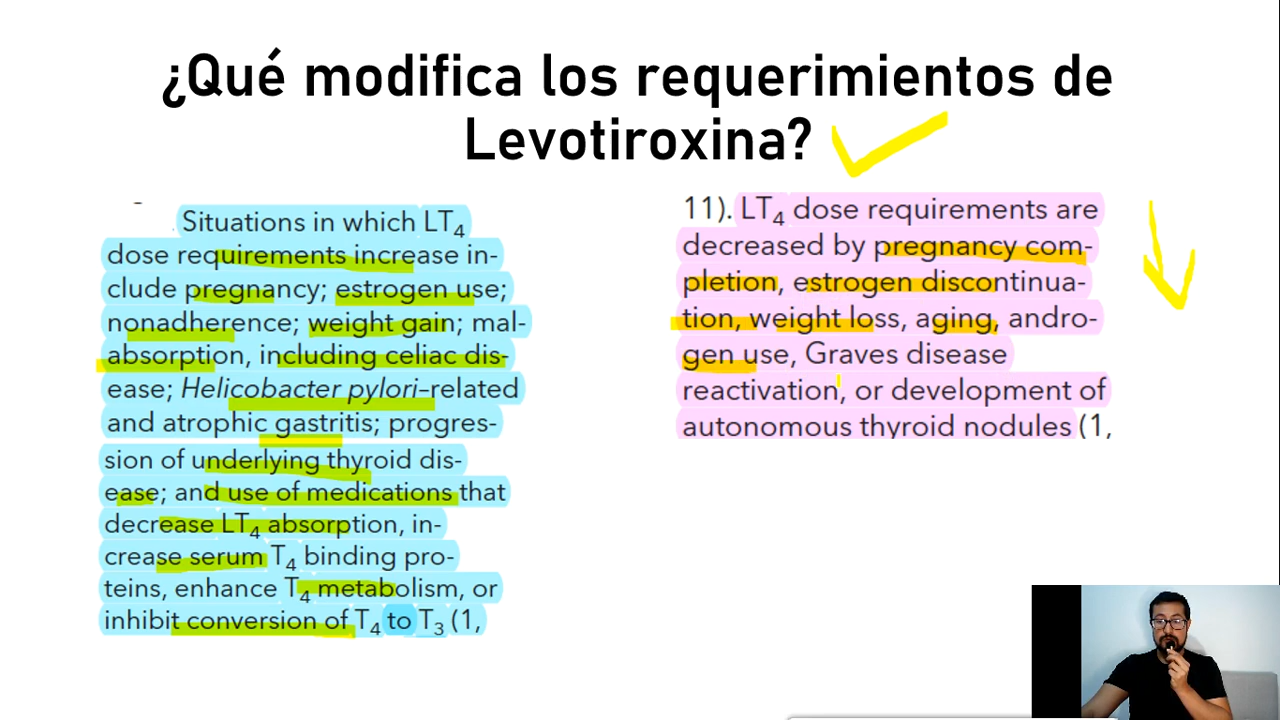 ¿Qué modifica los requerimientos de
Levotiroxina?
Situations in which LT4
dose requirements increase in-
clude pregnancy; estrogen use;
nonadherence; weight gain; mal-
absorption, including celiac dis-
ease; Helicobacter pylori–related
and atrophic gastritis; progres-
sion of underlying thyroid dis-
ease; and use of medications that
decrease LT4 absorption, in-
crease serum T4 binding pro-
teins, enhance T4 metabolism, or
inhibit conversion of T4 to T3 (1,
11). LT4 dose requirements are
decreased by pregnancy com-
pletion, estrogen discontinua-
tion, weight loss, aging, andro-
gen use, Graves disease
reactivation, or development of
autonomous thyroid nodules (1,